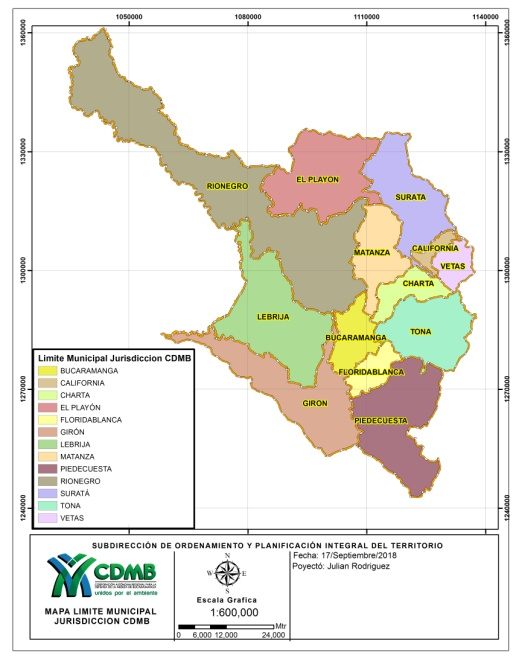 1050000
1080000
1110000
1140000
1360000
1330000
1300000
1270000
1240000
EL PLAYON
RIONEGRO
SURATA
CALIFORNIA
MATANZA
VETAS
CHARTA
LEBRIJA
TONA
BUCARAMANGA
FLORIDABLANCA
GIRON
PIEDECUESTA
Limite Municipal Jurisdiccion CDMB
BUCARAMANGA
CALIFORNIA
CHARTA
EL PLAYÓN
FLORIDABLANCA
GIRÓN
LEBRIJA
MATANZA
PIEDECUESTA
RIONEGRO
SURATÁ
TONA
VETAS
SUBDIRECCIÓN DE ORDENAMIENTO Y PLANIFICACIÓN INTEGRAL DEL TERRITORIO
CDMB
unidos por el ambiente
MAPA LIMITE MUNICIPAL
JURISDICCION CDMB
N
W E
S
Escala Grafica
1:600,000
Mtr
0 6,000 12,000 24,000
Fecha: 17/Septiembre/2018
Poyectó: Julian Rodriguez